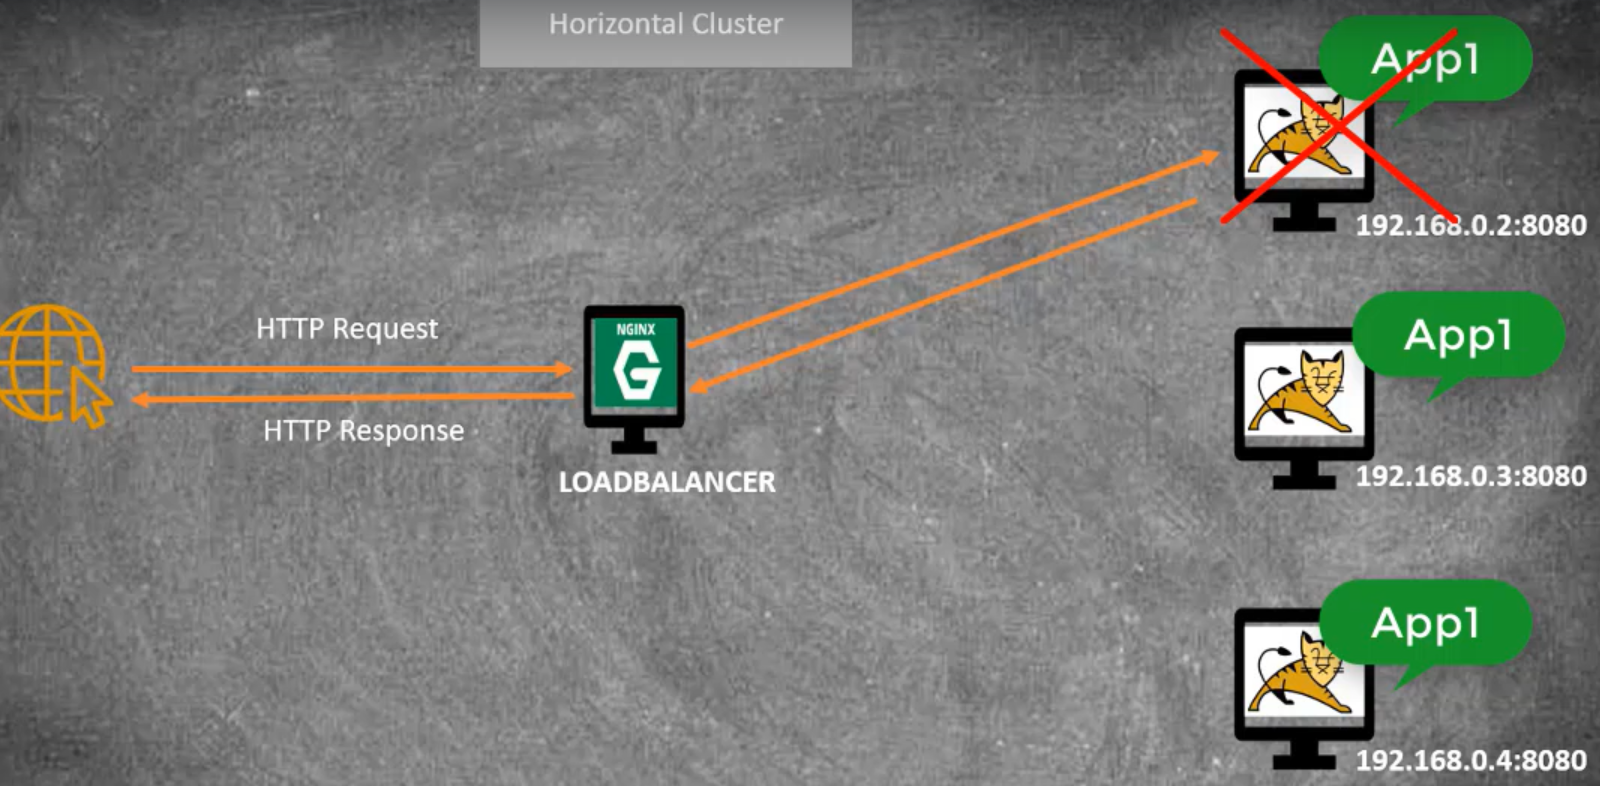 Horizontal Cluster
App1
192.168.0.2:8080
HTTP Request
NGINX
G
App1
HTTP Response
192.168.0.3:8080
LOADBALANCER
App1
192.168.0.4:8080